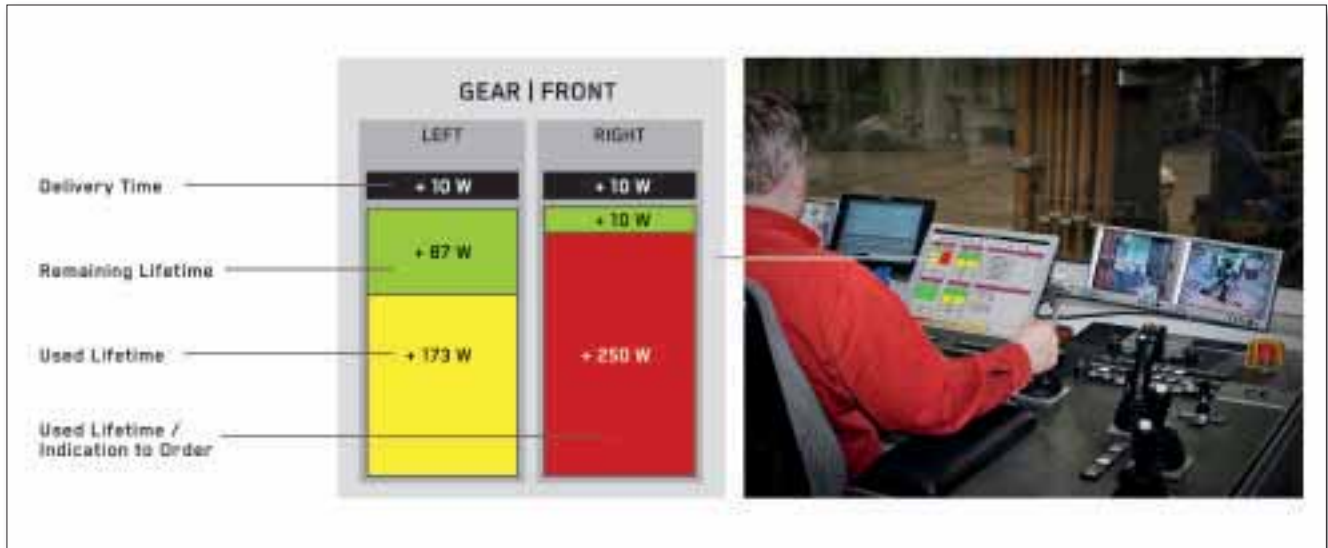 GEAR | FRONT
LEFT RIGHT
Delivery Time + 10 W + 10 W
+ 10 W
+ 87 W
Remaining Lifetime
Used Lifetime + 173 W + 250 W
Used Lifetime /
Indication to Order